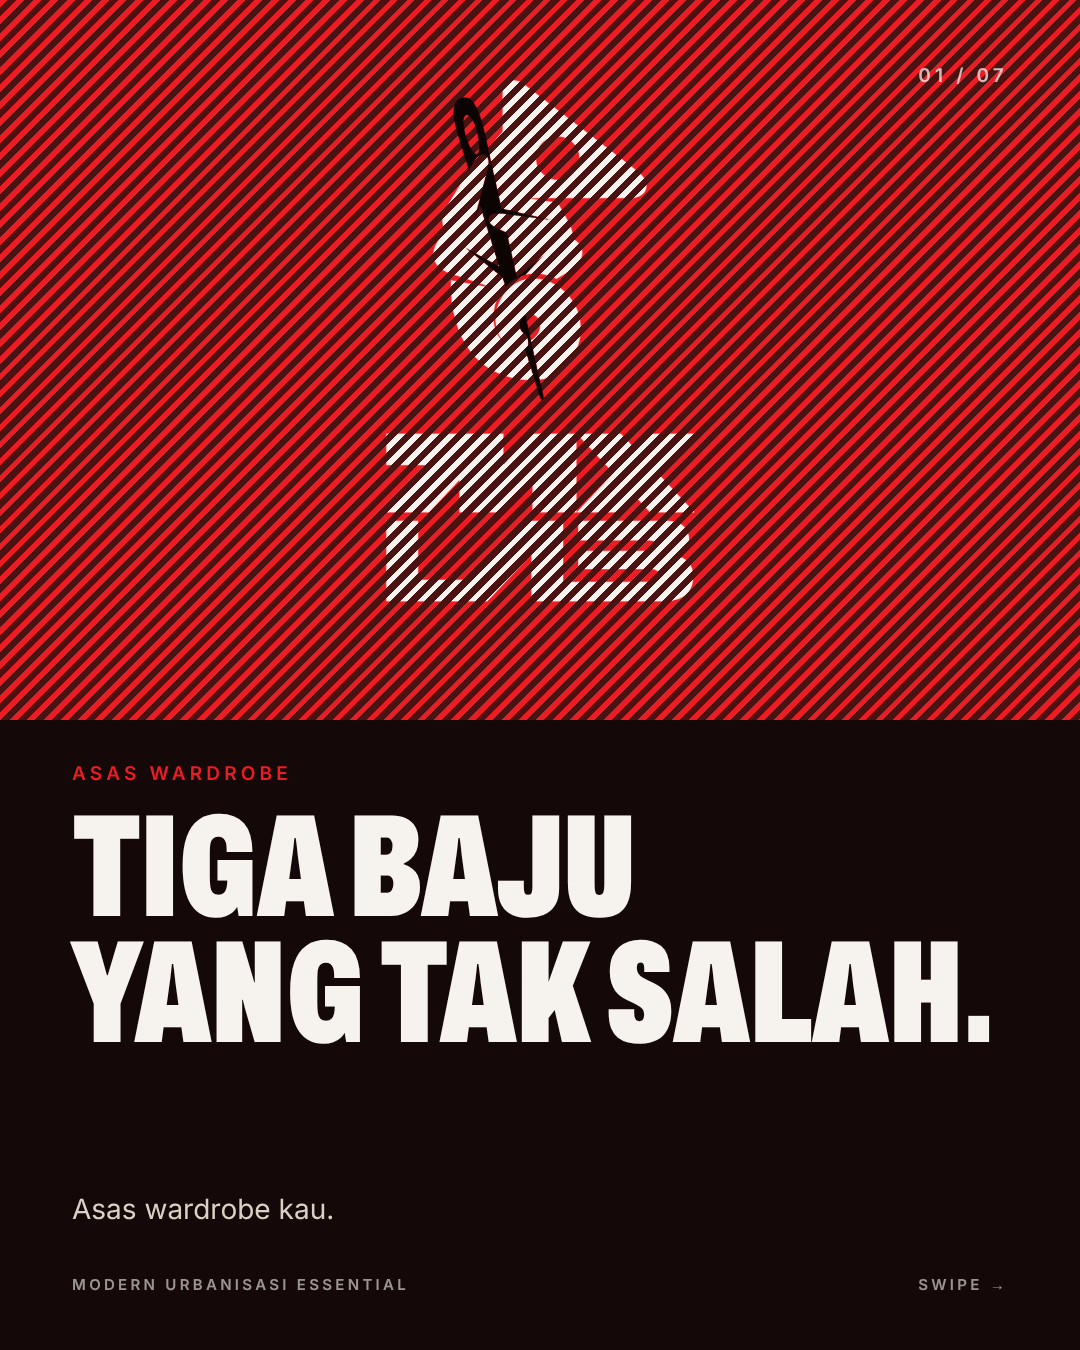 01 / 07
ASAS WARDROBE
TIGA BAJU
YANG TAK SALAH.
Asas wardrobe kau.
MODERN URBANISASI ESSENTIAL
SWIPE →